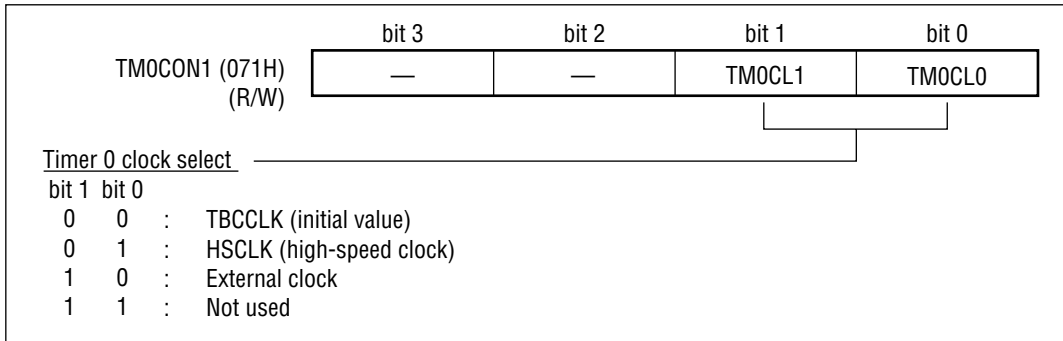 bit 3 bit 2 bit 1 bit 0
TM0CON1 (071H) — — TM0CL1 TM0CL0
(R/W)
Timer 0 clock select
bit 1 bit 0
0 0 : TBCCLK (initial value)
0 1 : HSCLK (high-speed clock)
1 0 : External clock
1 1 : Not used